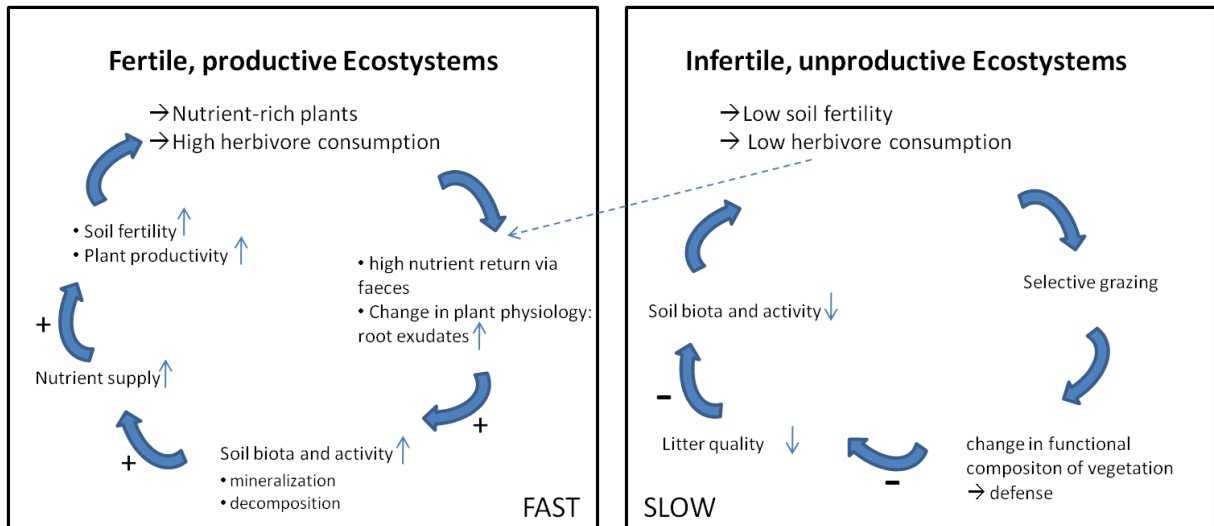 Fertile, productive Ecostystems
→ Nutrient-rich plants
→ High herbivore consumption
• high nutrient return via
faeces
• Change in plant physiology:
root exudates ↑
+
Soil biota and activity ↑
• mineralization
• decomposition
+
Nutrient supply ↑
+
• Soil fertility ↑
• Plant productivity ↑
FAST
Infertile, unproductive Ecosystems
→ Low soil fertility
→ Low herbivore consumption
Selective grazing
change in functional
compositon of vegetation
→ defense
–
Litter quality ↓
–
Soil biota and activity ↓
SLOW